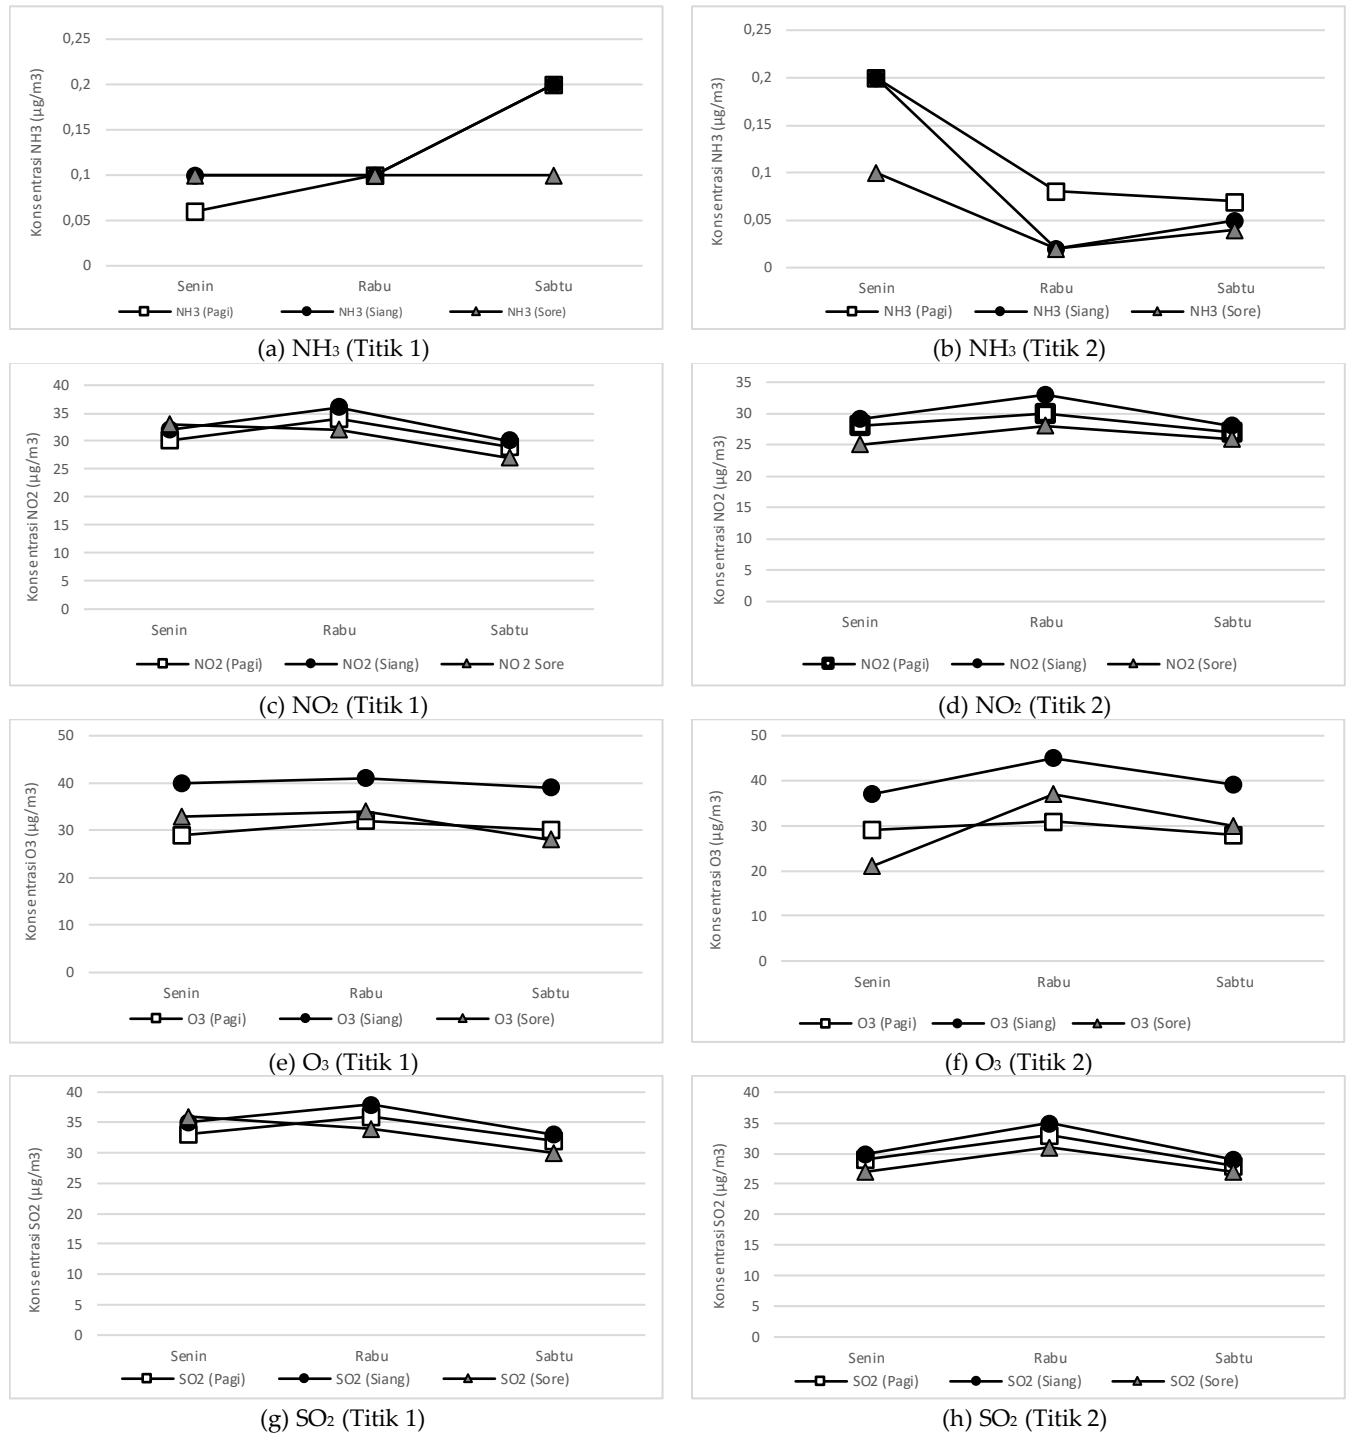 Konsentrasi NH3 (µg/m3)
0,25
0,2
0,15
0,1
0,05
0
Senin Rabu Sabtu
NH3 (Pagi) NH3 (Siang) NH3 (Sore)
(a) NH₃ (Titik 1)
Konsentrasi NH3 (µg/m3)
0,25
0,2
0,15
0,1
0,05
0
Senin Rabu Sabtu
NH3 (Pagi) NH3 (Siang) NH3 (Sore)
(b) NH₃ (Titik 2)
Konsentrasi NO2 (µg/m3)
40
35
30
25
20
15
10
5
0
Senin Rabu Sabtu
NO2 (Pagi) NO2 (Siang) NO2 Sore
(c) NO₂ (Titik 1)
Konsentrasi NO2 (µg/m3)
35
30
25
20
15
10
5
0
Senin Rabu Sabtu
NO2 (Pagi) NO2 (Siang) NO2 (Sore)
(d) NO₂ (Titik 2)
Konsentrasi O3 (µg/m3)
50
40
30
20
10
0
Senin Rabu Sabtu
O3 (Pagi) O3 (Siang) O3 (Sore)
(e) O₃ (Titik 1)
Konsentrasi O3 (µg/m3)
50
40
30
20
10
0
Senin Rabu Sabtu
O3 (Pagi) O3 (Siang) O3 (Sore)
(f) O₃ (Titik 2)
Konsentrasi SO2 (µg/m3)
40
35
30
25
20
15
10
5
0
Senin Rabu Sabtu
SO2 (Pagi) SO2 (Siang) SO2 (Sore)
(g) SO₂ (Titik 1)
Konsentrasi SO2 (µg/m3)
40
35
30
25
20
15
10
5
0
Senin Rabu Sabtu
SO2 (Pagi) SO2 (Siang) SO2 (Sore)
(h) SO₂ (Titik 2)